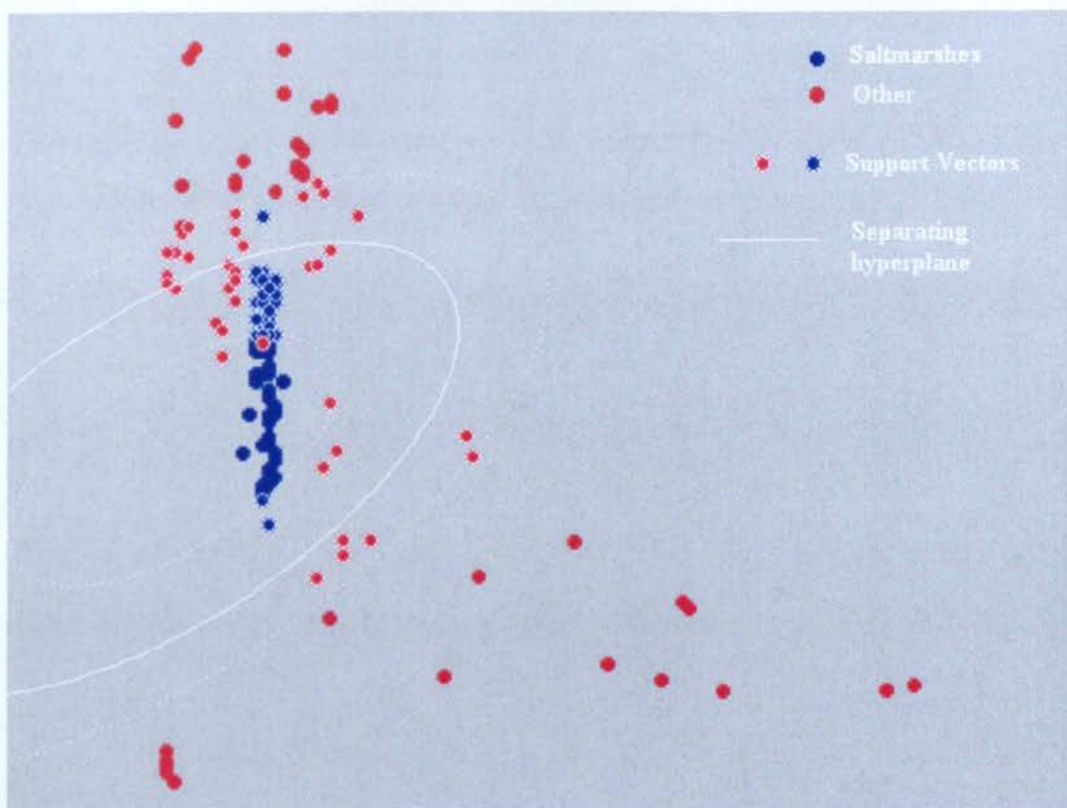 Saltmarshes
Other
Support Vectors
Separating
hyperplane